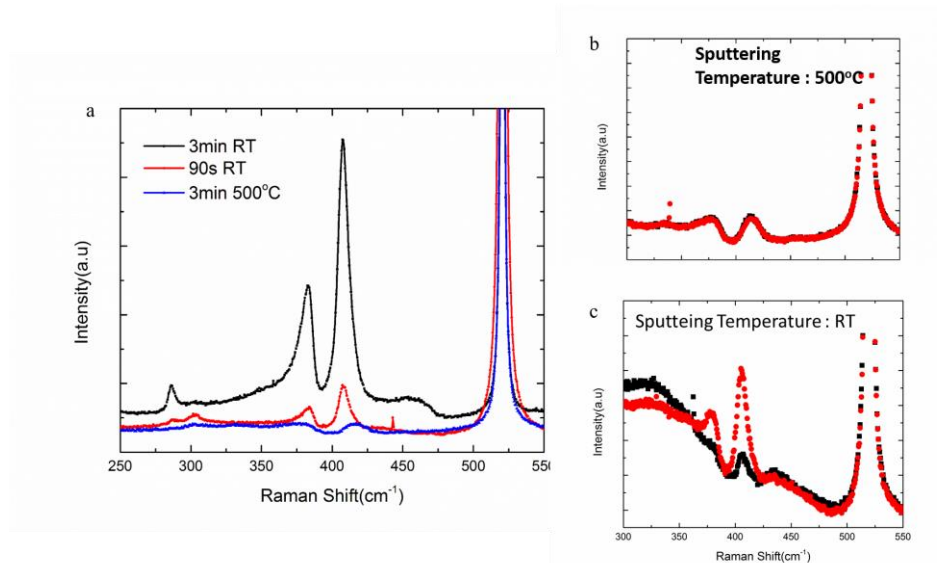 a
3min RT
90s RT
3min 500°C
Intensity(a.u)
250 300 350 400 450 500 550
Raman Shift(cm⁻¹)
b
Sputtering
Temperature : 500°C
Intensity(a.u)
c
Sputteing Temperature : RT
Intensity(a.u)
300 350 400 450 500 550
Raman Shift(cm⁻¹)